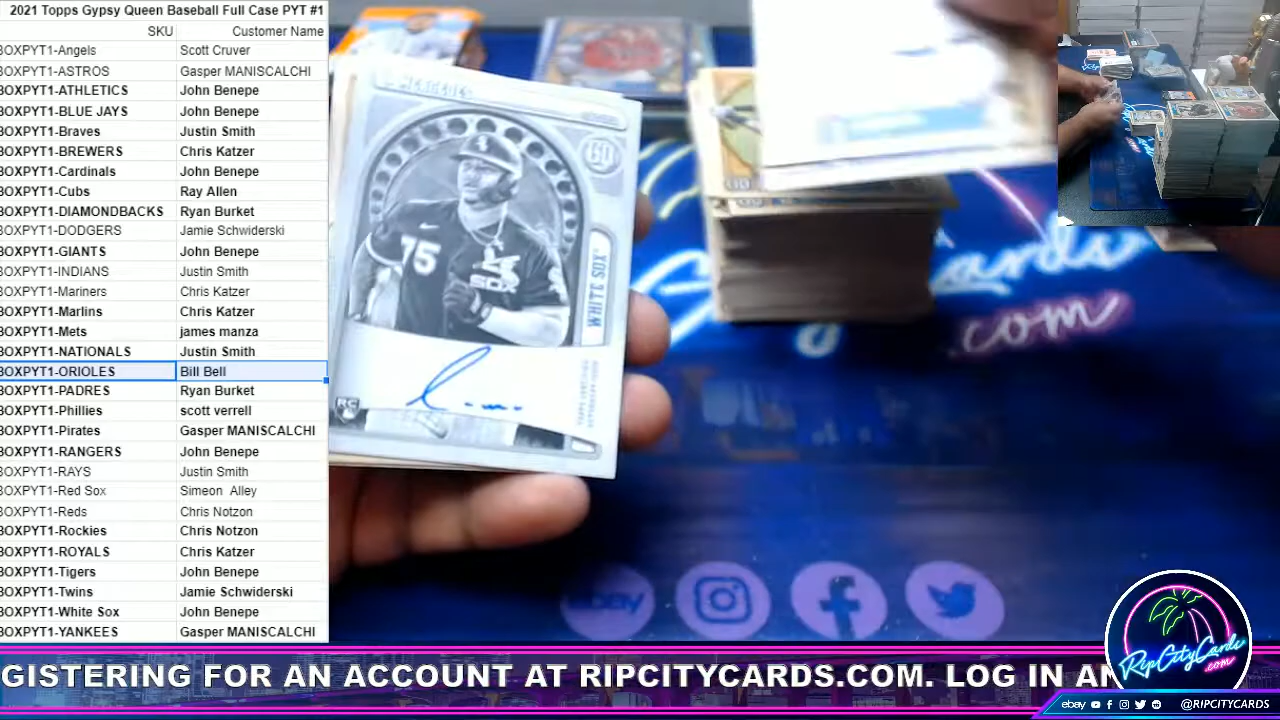 2021 Topps Gypsy Queen Baseball Full Case PYT #1
SKU Customer Name
BOXPYT1-Angels Scott Cruver
BOXPYT1-ASTROS Gasper MANISCALCHI
BOXPYT1-ATHLETICS John Benepe
BOXPYT1-BLUE JAYS John Benepe
BOXPYT1-Braves Justin Smith
BOXPYT1-BREWERS Chris Katzer
BOXPYT1-Cardinals John Benepe
BOXPYT1-Cubs Ray Allen
BOXPYT1-DIAMONDBACKS Ryan Burket
BOXPYT1-DODGERS Jamie Schwiderski
BOXPYT1-GIANTS John Benepe
BOXPYT1-INDIANS Justin Smith
BOXPYT1-Mariners Chris Katzer
BOXPYT1-Marlins Chris Katzer
BOXPYT1-Mets james manza
BOXPYT1-NATIONALS Justin Smith
BOXPYT1-ORIOLES Bill Bell
BOXPYT1-PADRES Ryan Burket
BOXPYT1-Phillies scott verrell
BOXPYT1-Pirates Gasper MANISCALCHI
BOXPYT1-RANGERS John Benepe
BOXPYT1-RAYS Justin Smith
BOXPYT1-Red Sox Simeon Alley
BOXPYT1-Reds Chris Notzon
BOXPYT1-Rockies Chris Notzon
BOXPYT1-ROYALS Chris Katzer
BOXPYT1-Tigers John Benepe
BOXPYT1-Twins Jamie Schwiderski
BOXPYT1-White Sox John Benepe
BOXPYT1-YANKEES Gasper MANISCALCHI
MERCEDES
GQ
75
SOX
WHITE SOX
RC
ards
.com
ebay
GISTERING FOR AN ACCOUNT AT RIPCITYCARDS.COM. LOG IN AN
RipCityCards
.com
ebay @RIPCITYCARDS